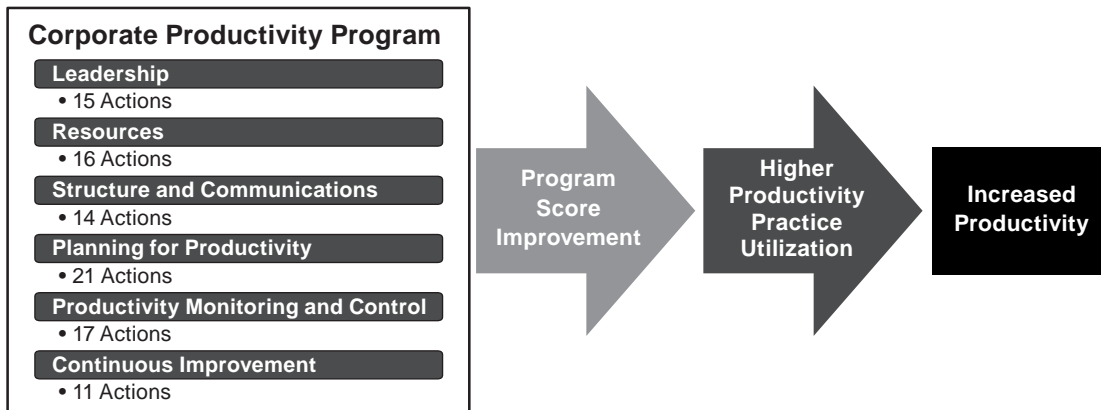 Corporate Productivity Program
Leadership
• 15 Actions
Resources
• 16 Actions
Structure and Communications
• 14 Actions
Planning for Productivity
• 21 Actions
Productivity Monitoring and Control
• 17 Actions
Continuous Improvement
• 11 Actions
Program
Score
Improvement
Higher
Productivity
Practice
Utilization
Increased
Productivity